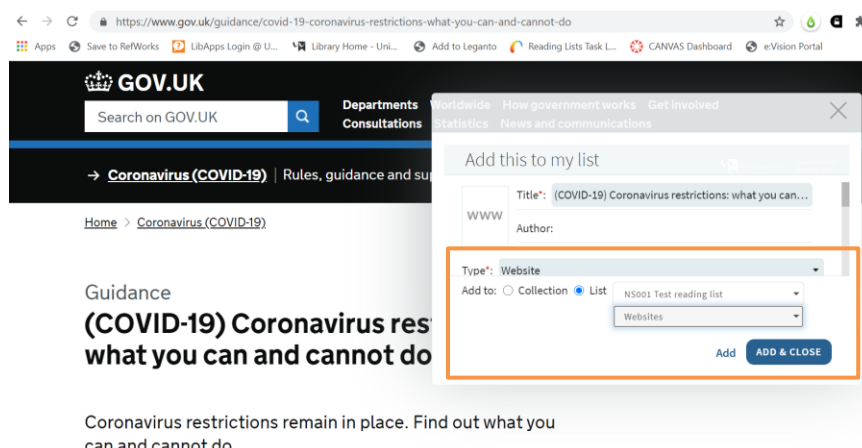 https://www.gov.uk/guidance/covid-19-coronavirus-restrictions-what-you-can-and-cannot-do
Apps Save to RefWorks LibApps Login @ U... Library Home - Uni... Add to Leganto Reading Lists Task L... CANVAS Dashboard e:Vision Portal
GOV.UK
Search on GOV.UK
Departments Worldwide How government works Get involved
Consultations Statistics News and communications
→ Coronavirus (COVID-19) | Rules, guidance and su
Home > Coronavirus (COVID-19)
Guidance
(COVID-19) Coronavirus res
what you can and cannot do
Coronavirus restrictions remain in place. Find out what you
can and cannot do.
Add this to my list
www
Title*: (COVID-19) Coronavirus restrictions: what you can...
Author:
Type*: Website
Add to: Collection List NS001 Test reading list
Websites
Add ADD & CLOSE